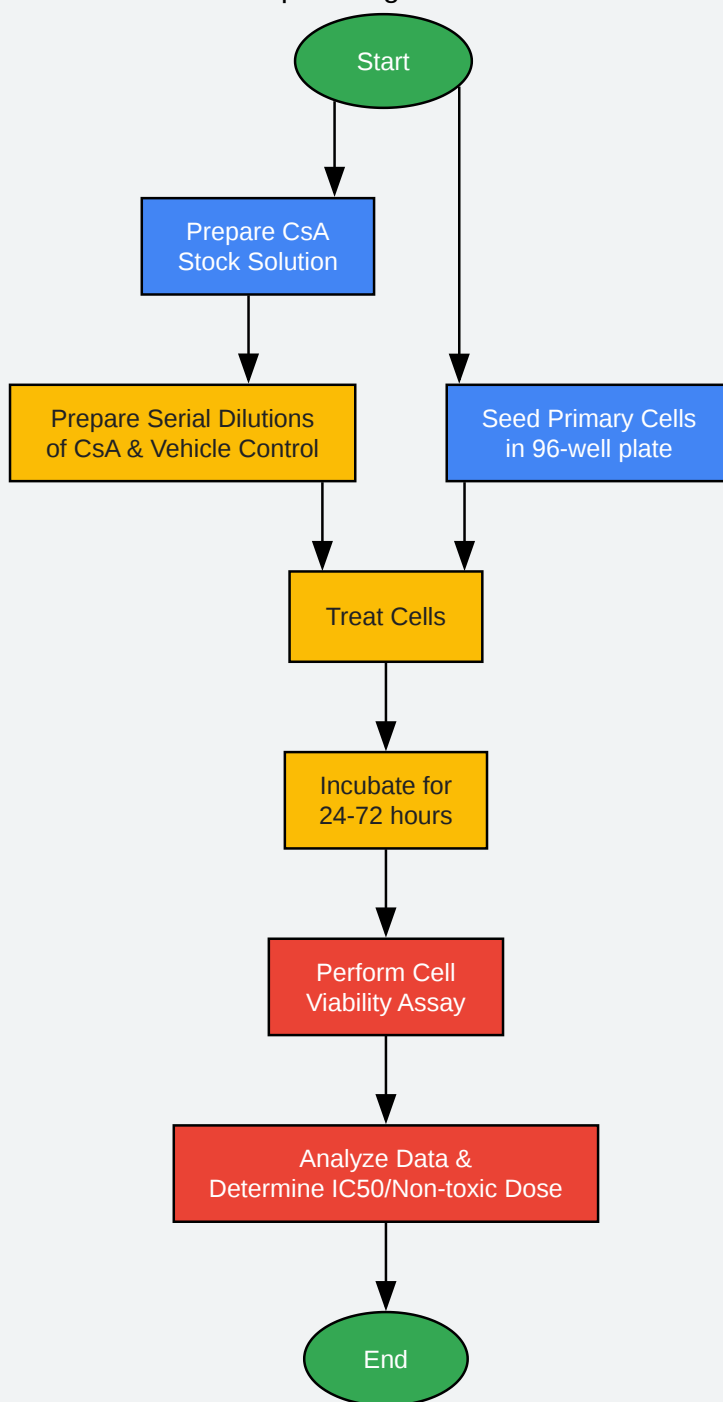 Start
Prepare CsA
Stock Solution
Prepare Serial Dilutions
of CsA & Vehicle Control
Seed Primary Cells
in 96-well plate
Treat Cells
Incubate for
24-72 hours
Perform Cell
Viability Assay
Analyze Data &
Determine IC50/Non-toxic Dose
End